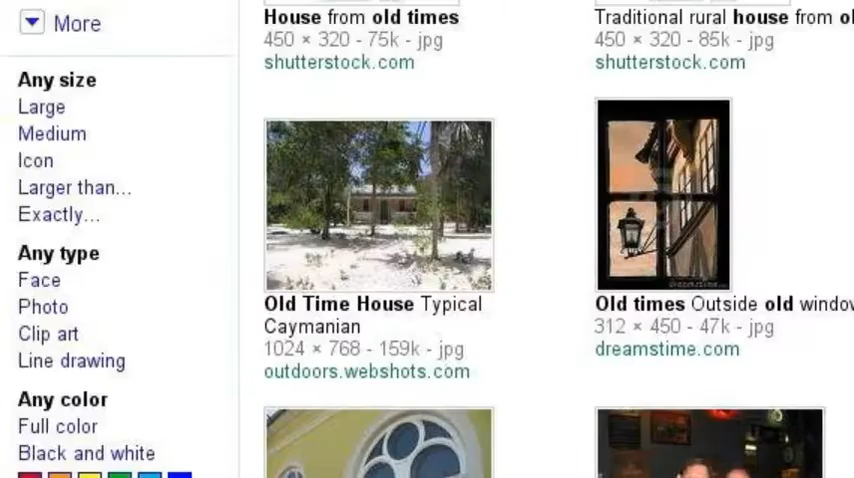 More
Any size
Large
Medium
Icon
Larger than...
Exactly...
Any type
Face
Photo
Clip art
Line drawing
Any color
Full color
Black and white
House from old times
450 × 320 - 75k - jpg
shutterstock.com
Traditional rural house from
450 × 320 - 85k - jpg
shutterstock.com
Old Time House Typical
Caymanian
1024 × 768 - 159k - jpg
outdoors.webshots.com
dreamstime
Old times Outside old window
312 × 450 - 47k - jpg
dreamstime.com